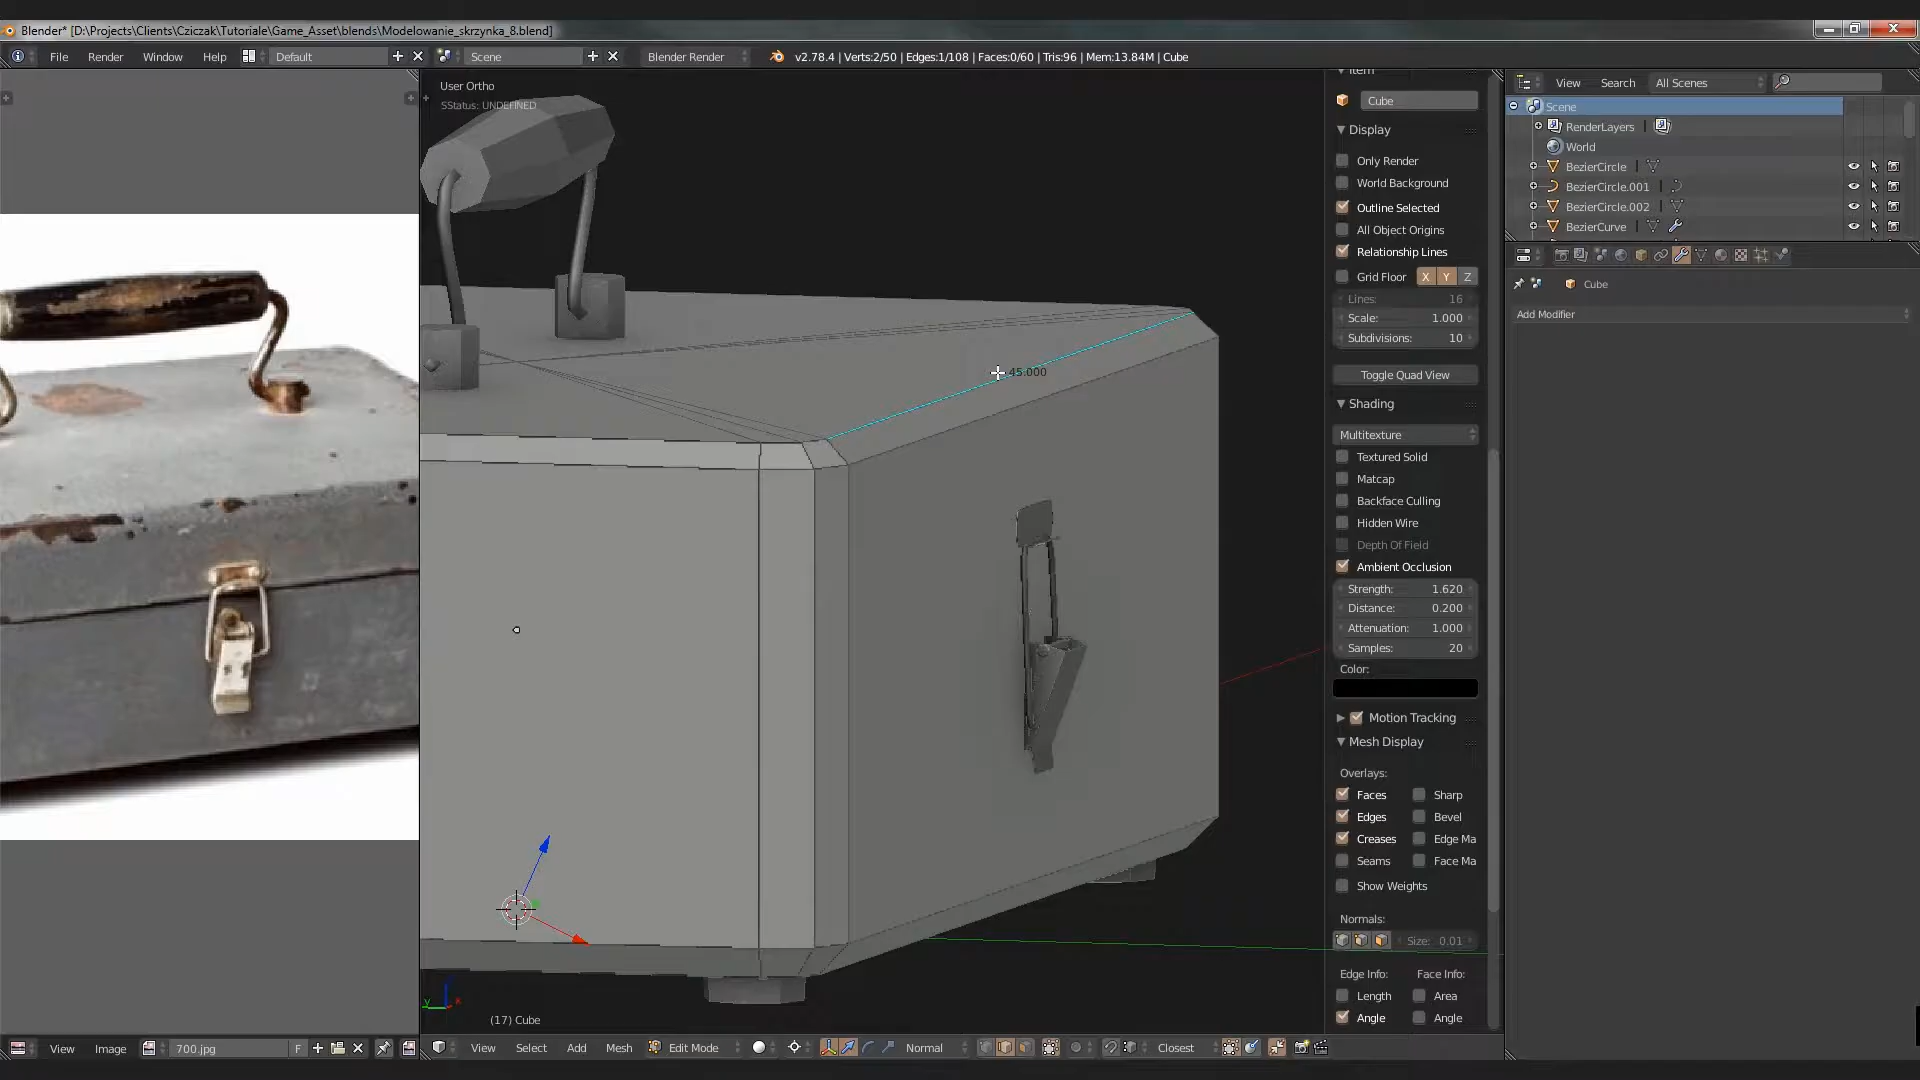 Blender* [D:\Projects\Clients\Cziczak\Tutoriale\Game_Asset\blends\Modelowanie_skrzynka_8.blend]
File Render Window Help Default Scene Blender Render v2.78.4 | Verts:2/50 | Edges:1/108 | Faces:0/60 | Tris:96 | Mem:13.84M | Cube
User Ortho
SStatus: UNDEFINED
45.000
(17) Cube
Item
Cube
Display
Only Render
World Background
Outline Selected
All Object Origins
Relationship Lines
Grid Floor X Y Z
Lines: 16
Scale: 1.000
Subdivisions: 10
Toggle Quad View
Shading
Multitexture
Textured Solid
Matcap
Backface Culling
Hidden Wire
Depth Of Field
Ambient Occlusion
Strength: 1.620
Distance: 0.200
Attenuation: 1.000
Samples: 20
Color:
Motion Tracking
Mesh Display
Overlays:
Faces Sharp
Edges Bevel
Creases Edge Ma
Seams Face Ma
Show Weights
Normals:
Size: 0.01
Edge Info: Face Info:
Length Area
Angle Angle
View Search All Scenes
Scene
RenderLayers
World
BezierCircle
BezierCircle.001
BezierCircle.002
BezierCurve
Cube
Add Modifier
View Image 700.jpg F
View Select Add Mesh Edit Mode Normal Closest